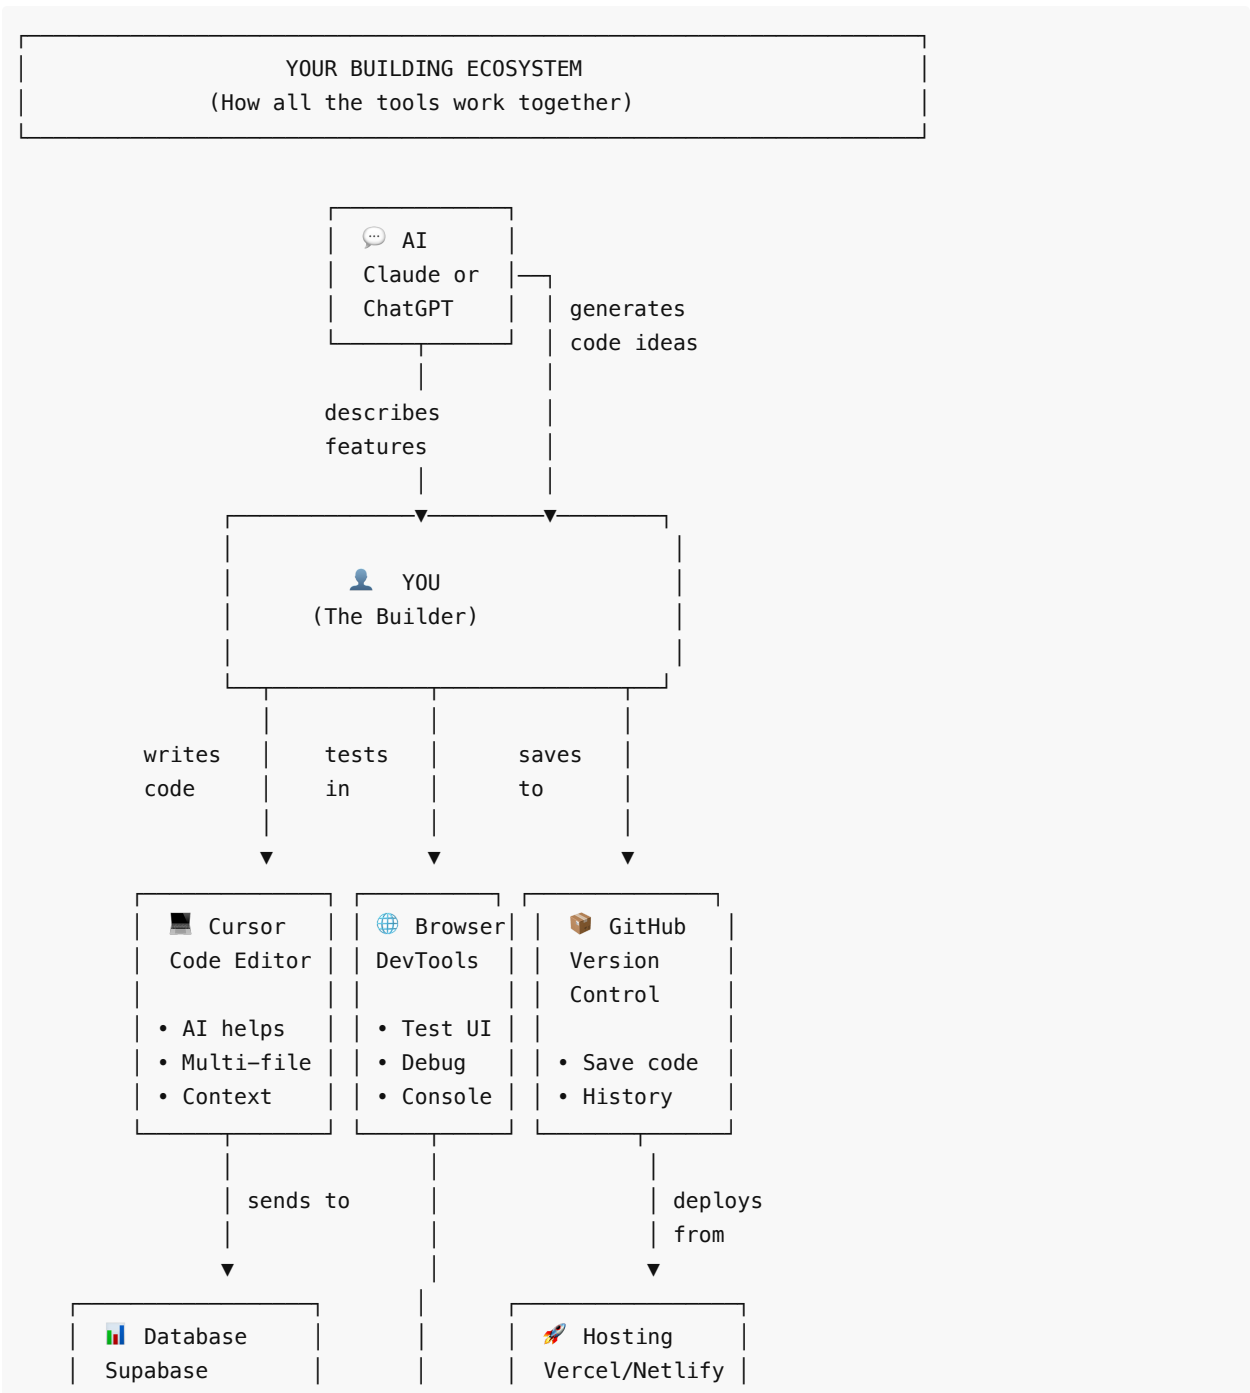 YOUR BUILDING ECOSYSTEM
(How all the tools work together)
AI
Claude or
ChatGPT
generates
code ideas
describes
features
YOU
(The Builder)
writes
code
tests
in
saves
to
Cursor
Code Editor
• AI helps
• Multi-file
• Context
Browser
DevTools
• Test UI
• Debug
• Console
GitHub
Version
Control
• Save code
• History
sends to
deploys
from
Database
Supabase
Hosting
Vercel/Netlify